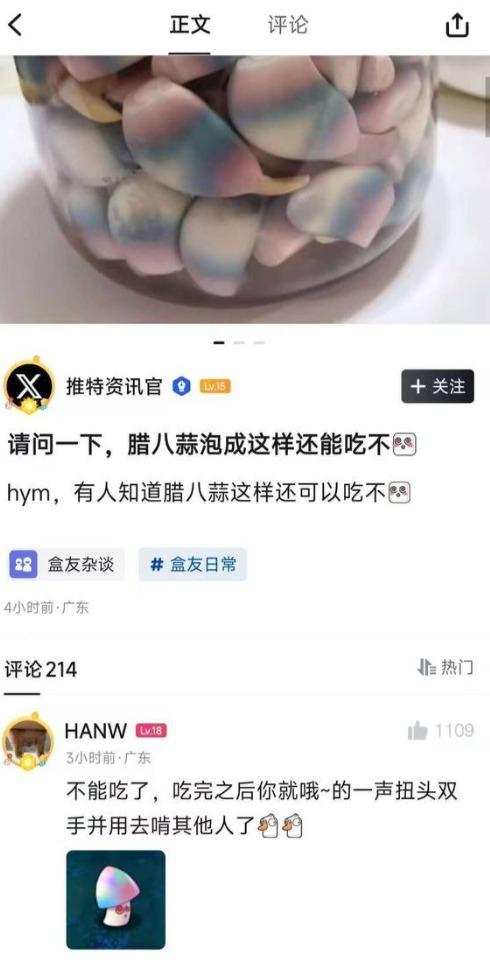 正文 评论
推特资讯官 Lv.15 + 关注
请问一下，腊八蒜泡成这样还能吃不
hym，有人知道腊八蒜这样还可以吃不
盒友杂谈 # 盒友日常
4小时前·广东
评论214 热门
HANW Lv.18 1109
3小时前·广东
不能吃了，吃完之后你就哦~的一声扭头双
手并用去啃其他人了